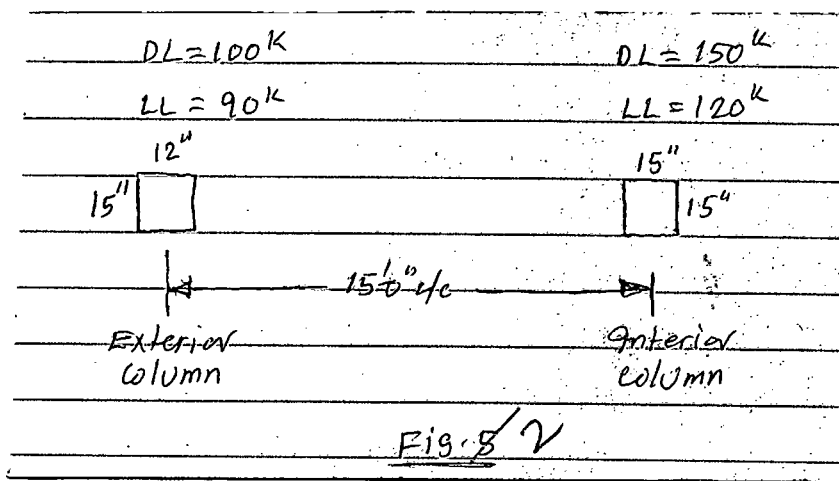 DL = 100ᴷ DL = 150ᴷ
LL = 90ᴷ LL = 120ᴷ
12" 15"
15" 15"
15'0" c/c
Exterior Interior
column column
Fig. 2